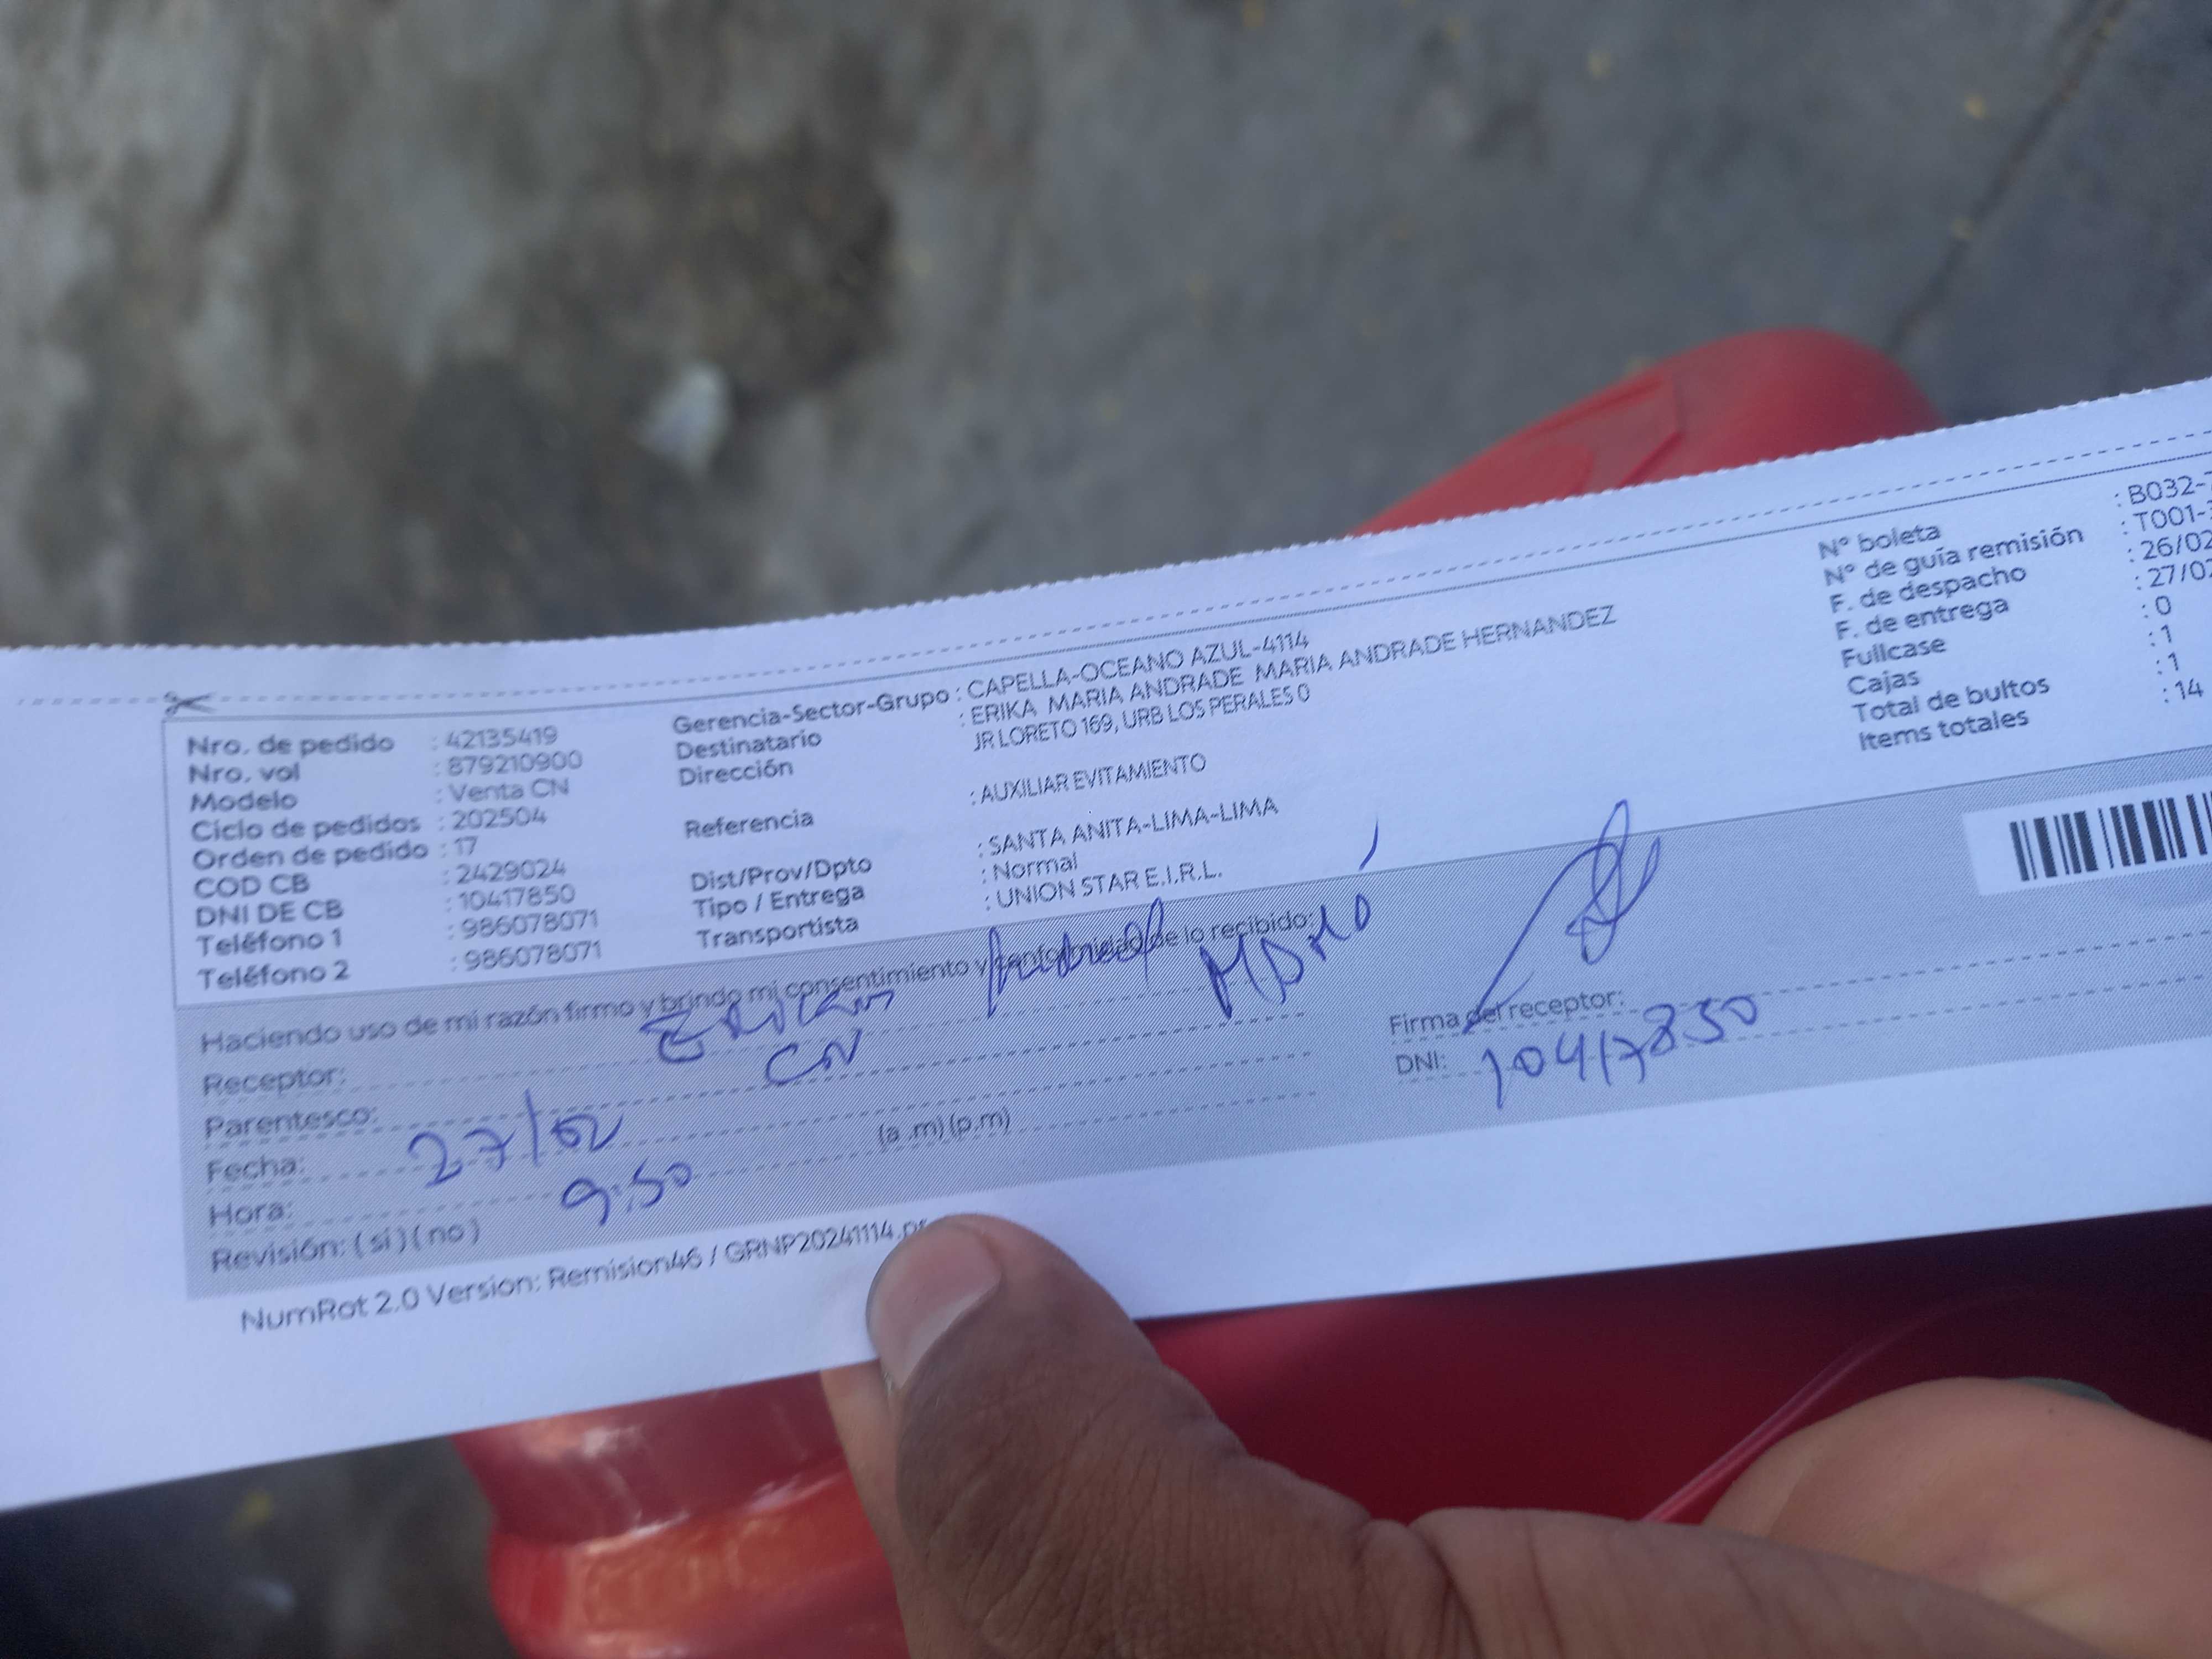 Nro. de pedido : 42135419
Nro. vol : 879210900
Modelo : Venta CN
Ciclo de pedidos : 202504
Orden de pedido : 17
COD CB : 2429024
DNI DE CB : 10417850
Teléfono 1 : 986078071
Teléfono 2 : 986078071
Gerencia-Sector-Grupo : CAPELLA-OCEANO AZUL-4114
Destinatario : ERIKA MARIA ANDRADE MARIA ANDRADE HERNANDEZ
Dirección JR LORETO 169, URB LOS PERALES 0
Referencia : AUXILIAR EVITAMIENTO
Dist/Prov/Dpto : SANTA ANITA-LIMA-LIMA
Tipo / Entrega : Normal
Transportista : UNION STAR E.I.R.L.
N° boleta : B032-
N° de guía remisión : T001-
F. de despacho : 26/02
F. de entrega : 27/02
Fullcase : 0
Cajas : 1
Total de bultos : 1
Items totales : 14
Haciendo uso de mi razón firmo y brindo mi consentimiento y conformidad de lo recibido:
Receptor:
Parentesco: CN
Fecha: 27/02
Hora: 9:50 (a .m) (p.m)
Revisión: ( si ) ( no )
Firma del receptor:
DNI: 10417850
NumRot 2.0 Version: Remision46 / GRNP20241114.